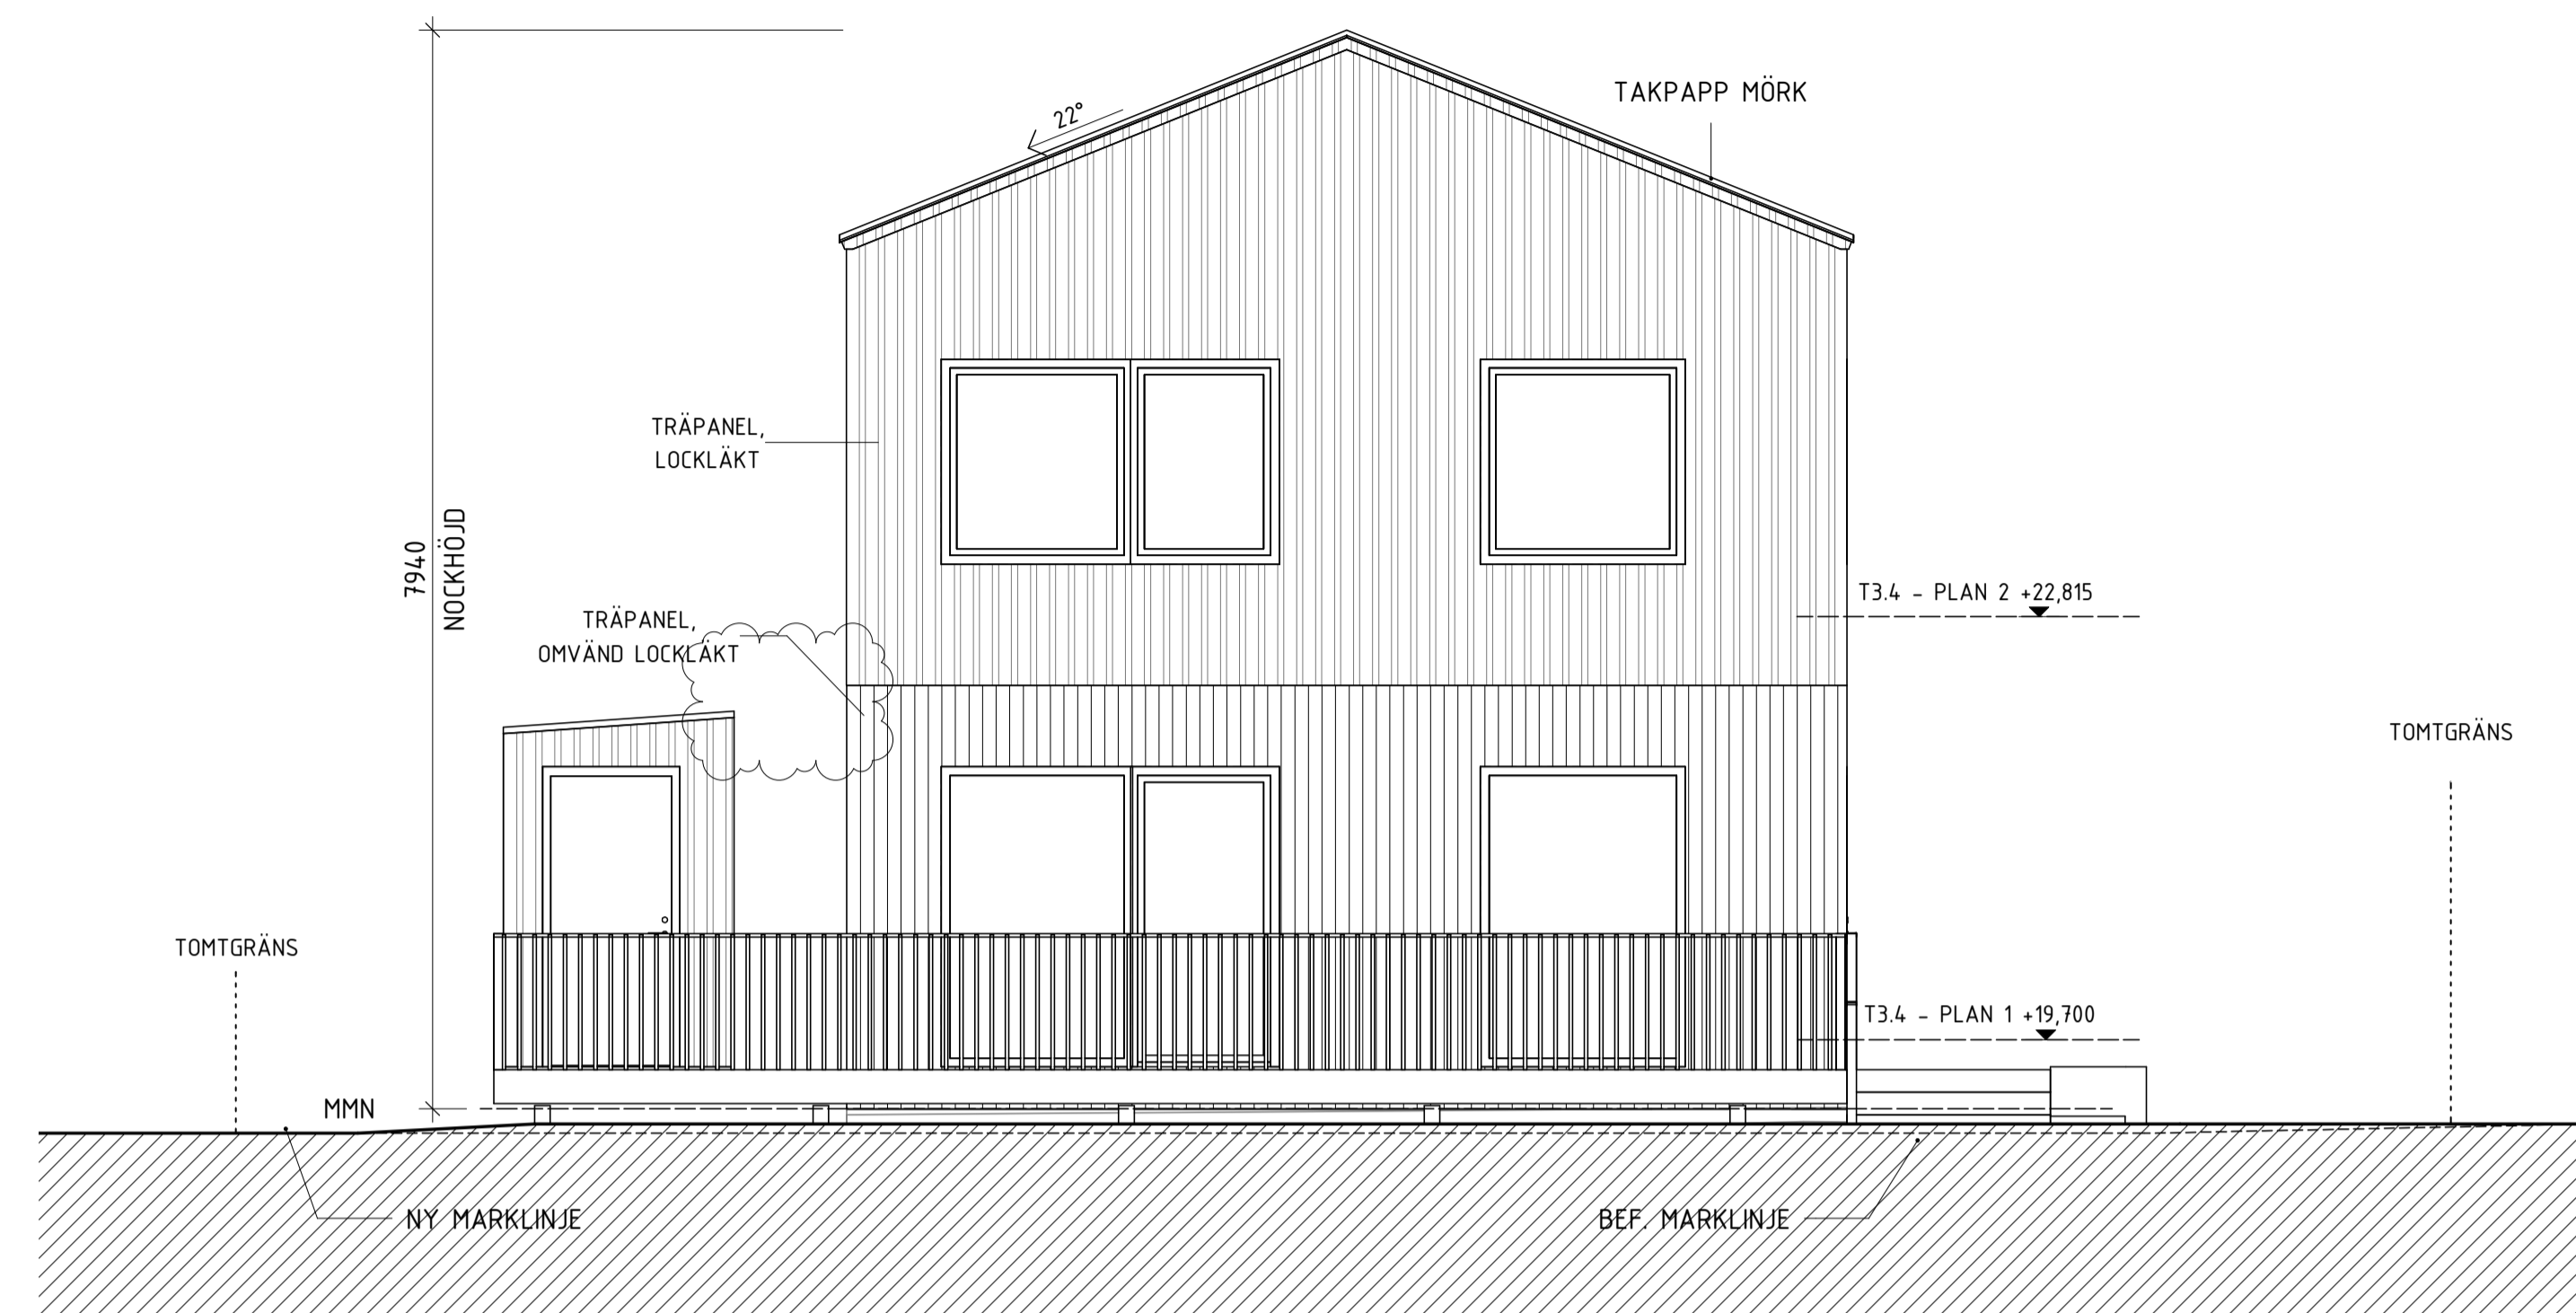 TAKPAPP MÖRK
22°
TRÄPANEL,
LOCKLÄKT
7940
NOCKHÖJD
T3.4 - PLAN 2 +22,815
TRÄPANEL,
OMVÄND LOCKLÄKT
TOMTGRÄNS
TOMTGRÄNS
T3.4 - PLAN 1 +19,700
MMN
NY MARKLINJE
BEF. MARKLINJE